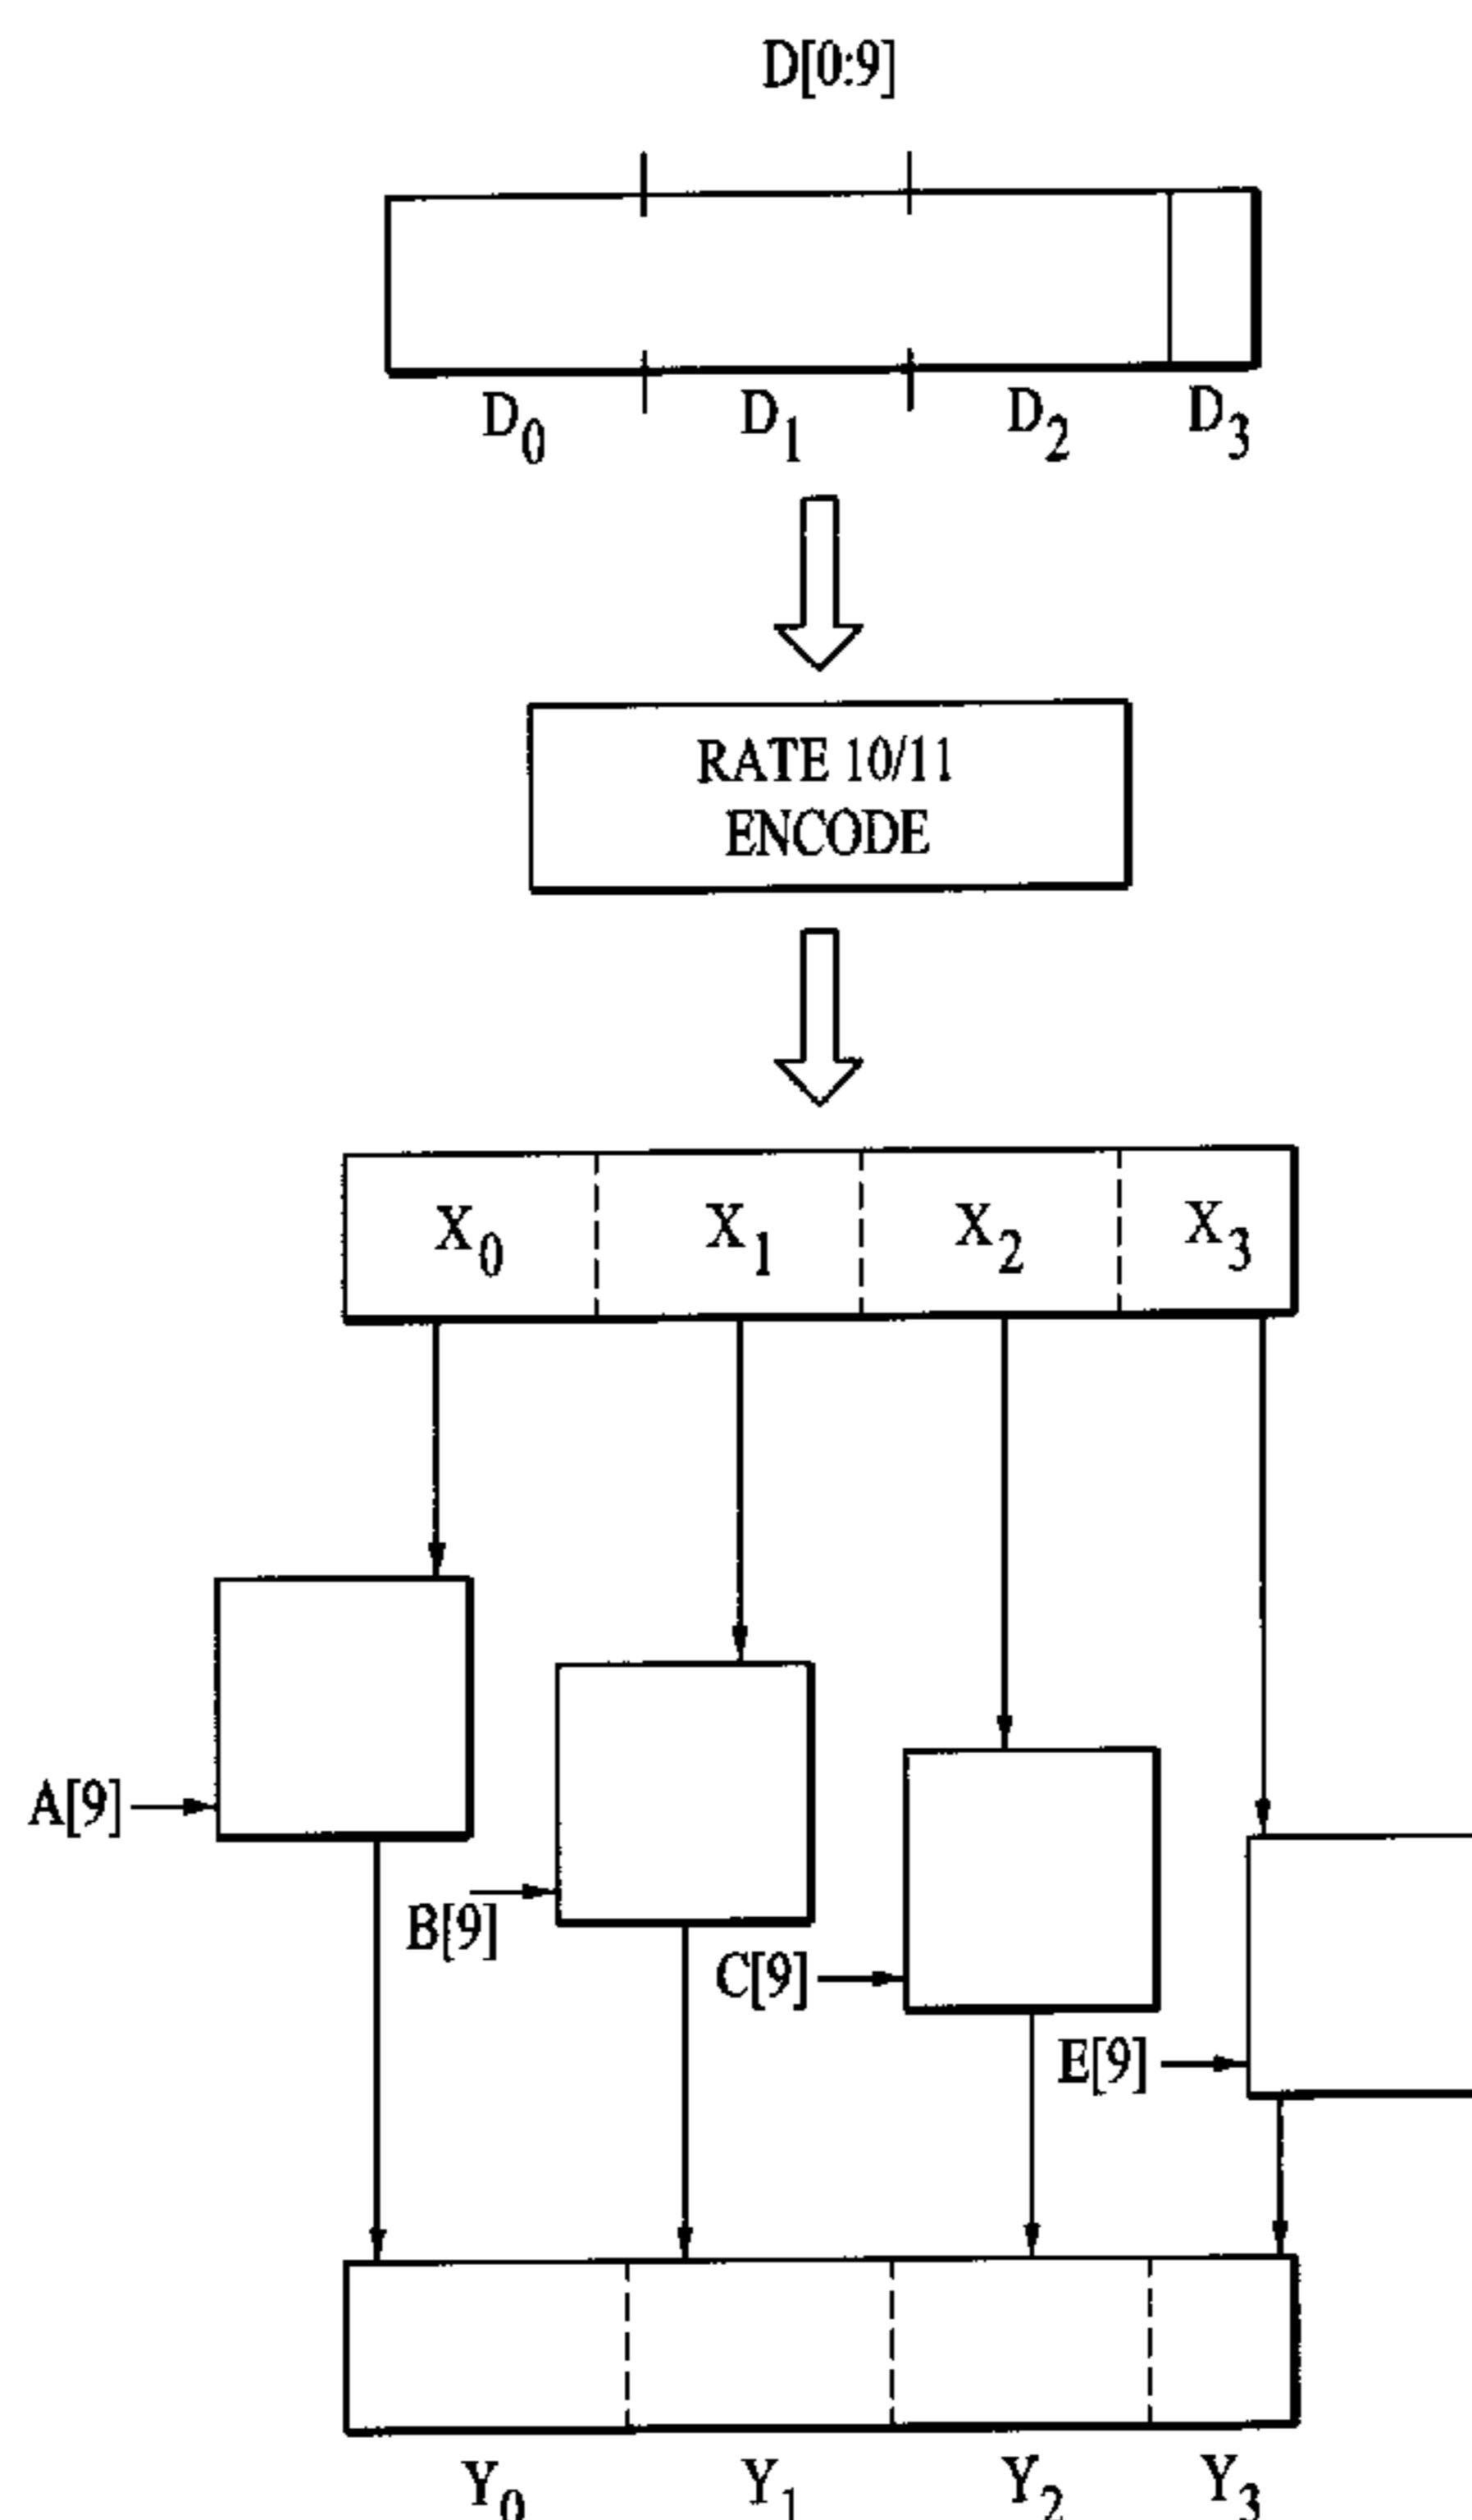 D[0:9]
D0 D1 D2 D3
RATE 10/11
ENCODE
X0 X1 X2 X3
A[9]
B[9]
C[9]
E[9]
Y0 Y1 Y2 Y3